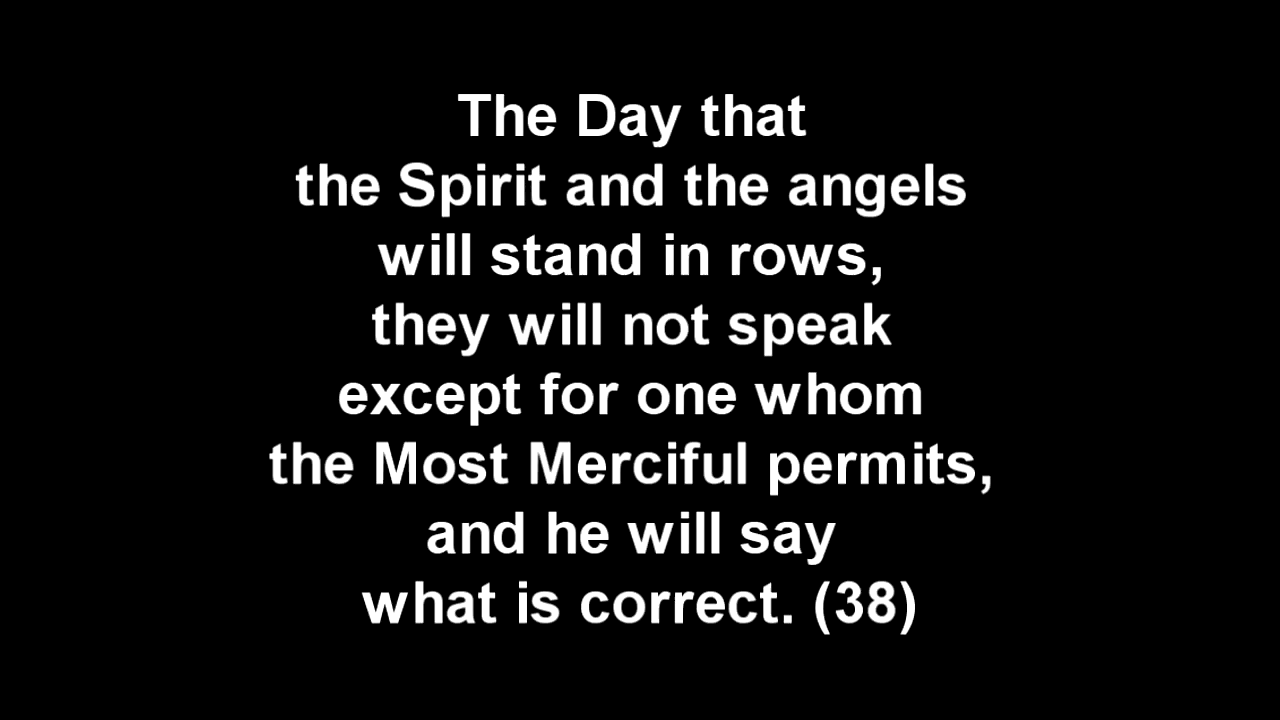 The Day that
the Spirit and the angels
will stand in rows,
they will not speak
except for one whom
the Most Merciful permits,
and he will say
what is correct. (38)